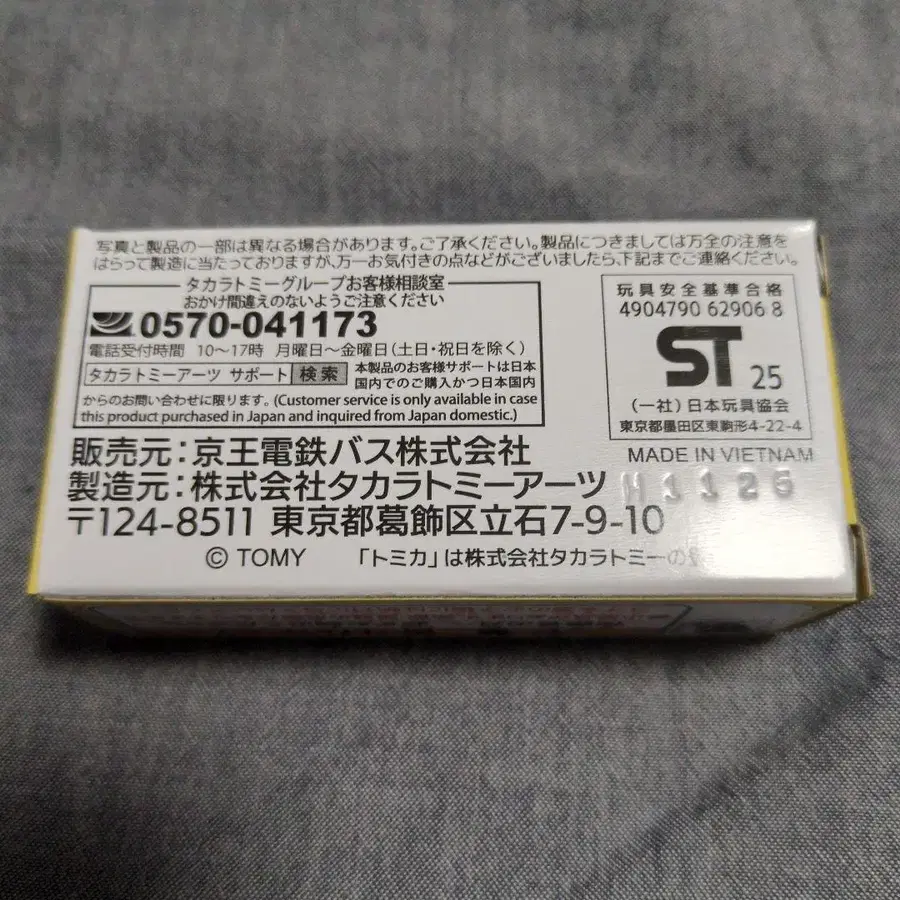 写真と製品の一部は異なる場合があります。ご了承ください。製品につきましては万全の注意を
はらって製造に当たっておりますが、万一お気付きの点などがございましたら、下記までご連絡ください。
タカラトミーグループお客様相談室
おかけ間違えのないようご注意ください
0570-041173
電話受付時間 10〜17時 月曜日〜金曜日(土日・祝日を除く)
タカラトミーアーツ サポート 検索
本製品のお客様サポートは日本
国内でのご購入かつ日本国内
からのお問い合わせに限ります。(Customer service is only available in case
this product purchased in Japan and inquired from Japan domestic.)
玩具安全基準合格
4904790 62906 8
ST 25
(一社)日本玩具協会
東京都墨田区東駒形4-22-4
MADE IN VIETNAM
販売元:京王電鉄バス株式会社
製造元:株式会社タカラトミーアーツ
H1126
〒124-8511 東京都葛飾区立石7-9-10
© TOMY 「トミカ」は株式会社タカラトミーの